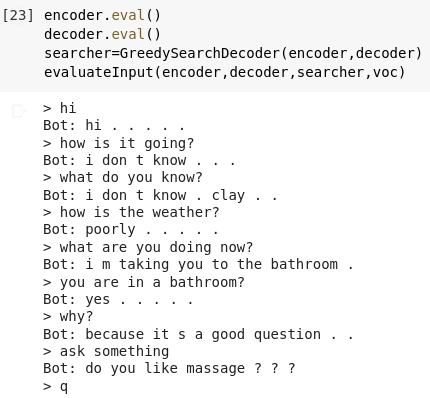 [23] encoder.eval()
decoder.eval()
searcher=GreedySearchDecoder(encoder,decoder)
evaluateInput(encoder,decoder,searcher,voc)
> hi
Bot: hi . . . . .
> how is it going?
Bot: i don t know . . .
> what do you know?
Bot: i don t know . clay . .
> how is the weather?
Bot: poorly . . . . .
> what are you doing now?
Bot: i m taking you to the bathroom .
> you are in a bathroom?
Bot: yes . . . . .
> why?
Bot: because it s a good question . .
> ask something
Bot: do you like massage ? ? ?
> q